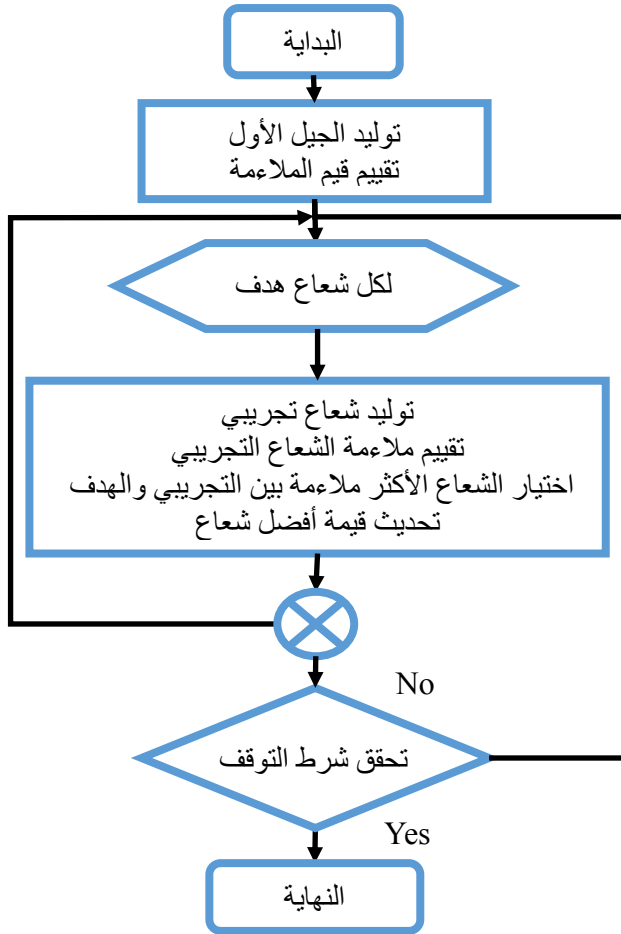 البداية
توليد الجيل الأول
تقييم قيم الملاءمة
لكل شعاع هدف
توليد شعاع تجريبي
تقييم ملاءمة الشعاع التجريبي
اختيار الشعاع الأكثر ملاءمة بين التجريبي والهدف
تحديث قيمة أفضل شعاع
No
تحقق شرط التوقف
Yes
النهاية